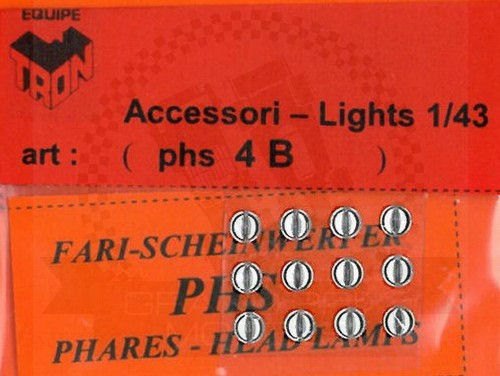 EQUIPE
TRON
Accessori – Lights 1/43
art : ( phs 4 B )
FARI-SCHEINWERFER
PHS
PHARES - HEAD LAMPS